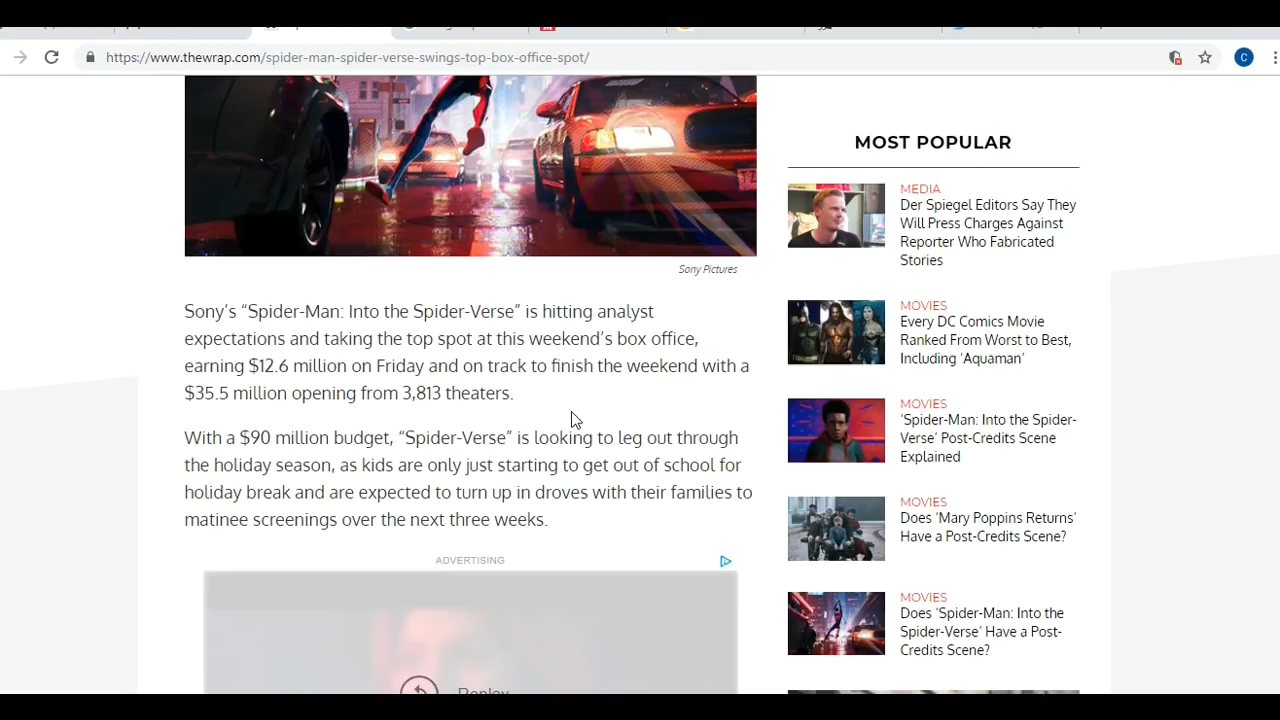 https://www.thewrap.com/spider-man-spider-verse-swings-top-box-office-spot/
C
Sony Pictures
Sony’s “Spider-Man: Into the Spider-Verse” is hitting analyst
expectations and taking the top spot at this weekend’s box office,
earning $12.6 million on Friday and on track to finish the weekend with a
$35.5 million opening from 3,813 theaters.
With a $90 million budget, “Spider-Verse” is looking to leg out through
the holiday season, as kids are only just starting to get out of school for
holiday break and are expected to turn up in droves with their families to
matinee screenings over the next three weeks.
ADVERTISING
Replay
MOST POPULAR
MEDIA
Der Spiegel Editors Say They
Will Press Charges Against
Reporter Who Fabricated
Stories
MOVIES
Every DC Comics Movie
Ranked From Worst to Best,
Including ‘Aquaman’
MOVIES
‘Spider-Man: Into the Spider-
Verse’ Post-Credits Scene
Explained
MOVIES
Does ‘Mary Poppins Returns’
Have a Post-Credits Scene?
MOVIES
Does ‘Spider-Man: Into the
Spider-Verse’ Have a Post-
Credits Scene?